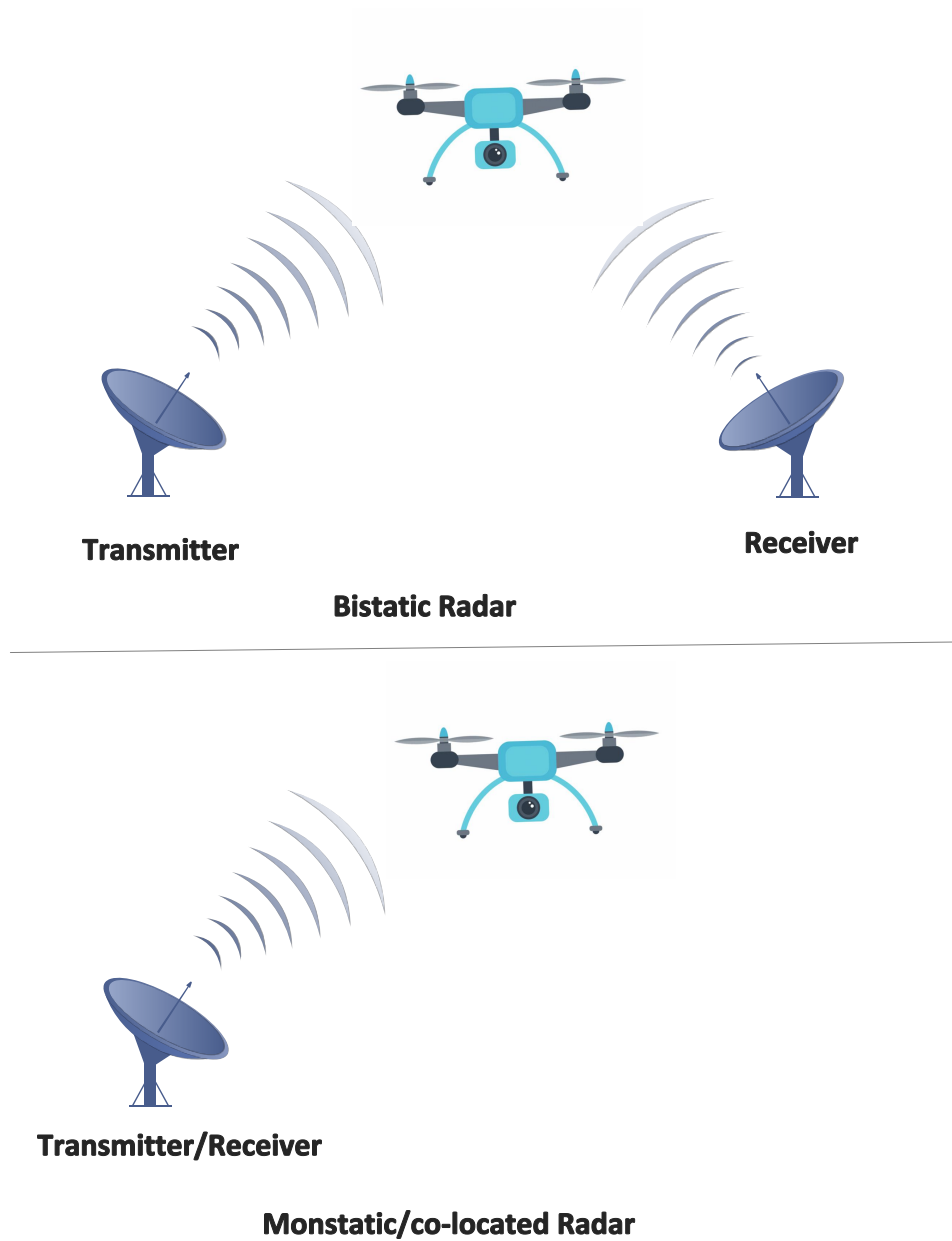 Transmitter
Receiver
Bistatic Radar
Transmitter/Receiver
Monstatic/co-located Radar